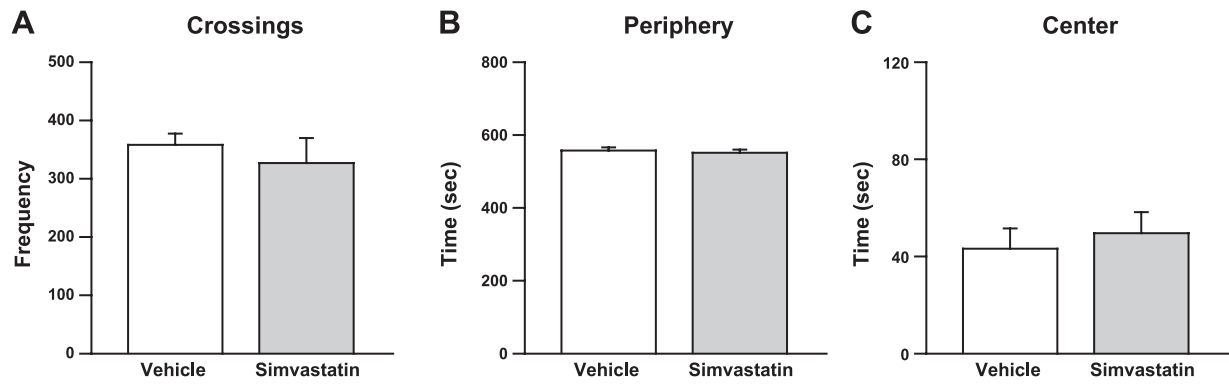 A Crossings
500
400
300
200
100
0
Frequency
Vehicle Simvastatin
B Periphery
800
600
400
200
0
Time (sec)
Vehicle Simvastatin
C Center
120
80
40
0
Time (sec)
Vehicle Simvastatin